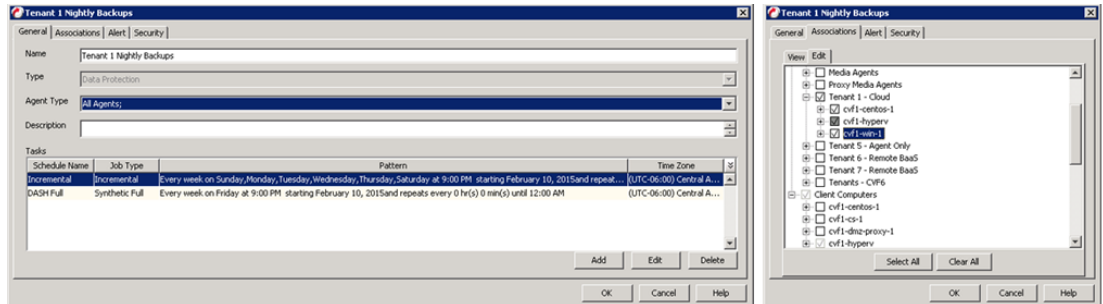 Tenant 1 Nightly Backups
General Associations Alert Security
Name Tenant 1 Nightly Backups
Type Data Protection
Agent Type All Agents;
Description
Tasks
Schedule Name Job Type Pattern Time Zone
Incremental Incremental Every week on Sunday,Monday,Tuesday,Wednesday,Thursday,Saturday at 9:00 PM starting February 10, 2015and repeat... (UTC-06:00) Central A...
DASH Full Synthetic Full Every week on Friday at 9:00 PM starting February 10, 2015and repeats every 0 hr(s) 0 min(s) until 12:00 AM (UTC-06:00) Central A...
Add Edit Delete
OK Cancel Help
Tenant 1 Nightly Backups
General Associations Alert Security
View Edit
Media Agents
Proxy Media Agents
Tenant 1 - Cloud
cvf1-centos-1
cvf1-hyperv
cvf1-win-1
Tenant 5 - Agent Only
Tenant 6 - Remote BaaS
Tenant 7 - Remote BaaS
Tenants - CVF6
Client Computers
cvf1-centos-1
cvf1-cs-1
cvf1-dmz-proxy-1
cvf1-hyperv
Select All Clear All
OK Cancel Help